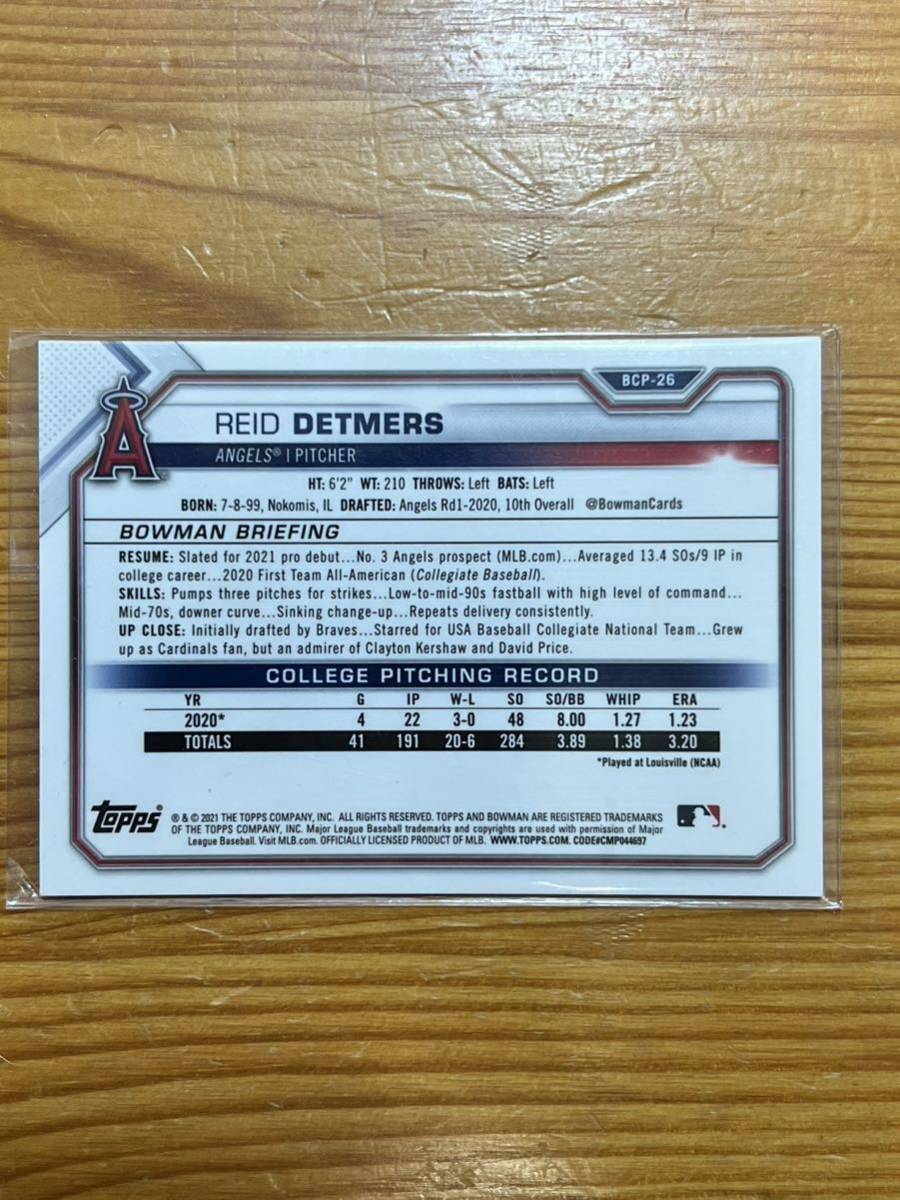 BCP-26
REID DETMERS
ANGELS® | PITCHER
HT: 6'2" WT: 210 THROWS: Left BATS: Left
BORN: 7-8-99, Nokomis, IL DRAFTED: Angels Rd1-2020, 10th Overall @BowmanCards
BOWMAN BRIEFING
RESUME: Slated for 2021 pro debut...No. 3 Angels prospect (MLB.com)...Averaged 13.4 SOs/9 IP in
college career...2020 First Team All-American (Collegiate Baseball).
SKILLS: Pumps three pitches for strikes...Low-to-mid-90s fastball with high level of command...
Mid-70s, downer curve...Sinking change-up...Repeats delivery consistently.
UP CLOSE: Initially drafted by Braves...Starred for USA Baseball Collegiate National Team...Grew
up as Cardinals fan, but an admirer of Clayton Kershaw and David Price.
COLLEGE PITCHING RECORD
YR G IP W-L SO SO/BB WHIP ERA
2020* 4 22 3-0 48 8.00 1.27 1.23
TOTALS 41 191 20-6 284 3.89 1.38 3.20
*Played at Louisville (NCAA)
topps
® & © 2021 THE TOPPS COMPANY, INC. ALL RIGHTS RESERVED. TOPPS AND BOWMAN ARE REGISTERED TRADEMARKS
OF THE TOPPS COMPANY, INC. Major League Baseball trademarks and copyrights are used with permission of Major
League Baseball. Visit MLB.com. OFFICIALLY LICENSED PRODUCT OF MLB. WWW.TOPPS.COM. CODE#CMP044697